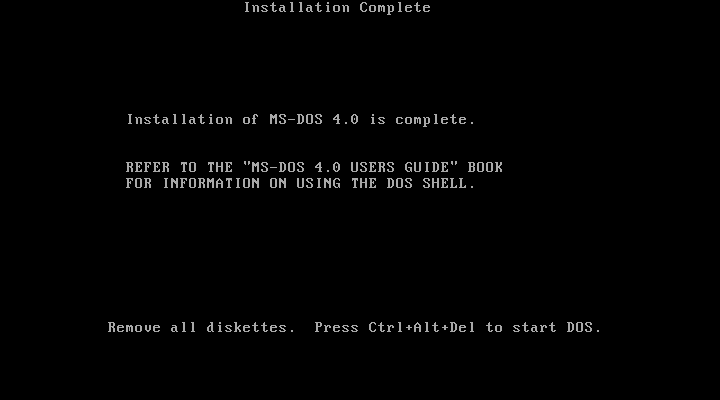 Installation Complete
Installation of MS-DOS 4.0 is complete.
REFER TO THE "MS-DOS 4.0 USERS GUIDE" BOOK
FOR INFORMATION ON USING THE DOS SHELL.
Remove all diskettes.  Press Ctrl+Alt+Del to start DOS.